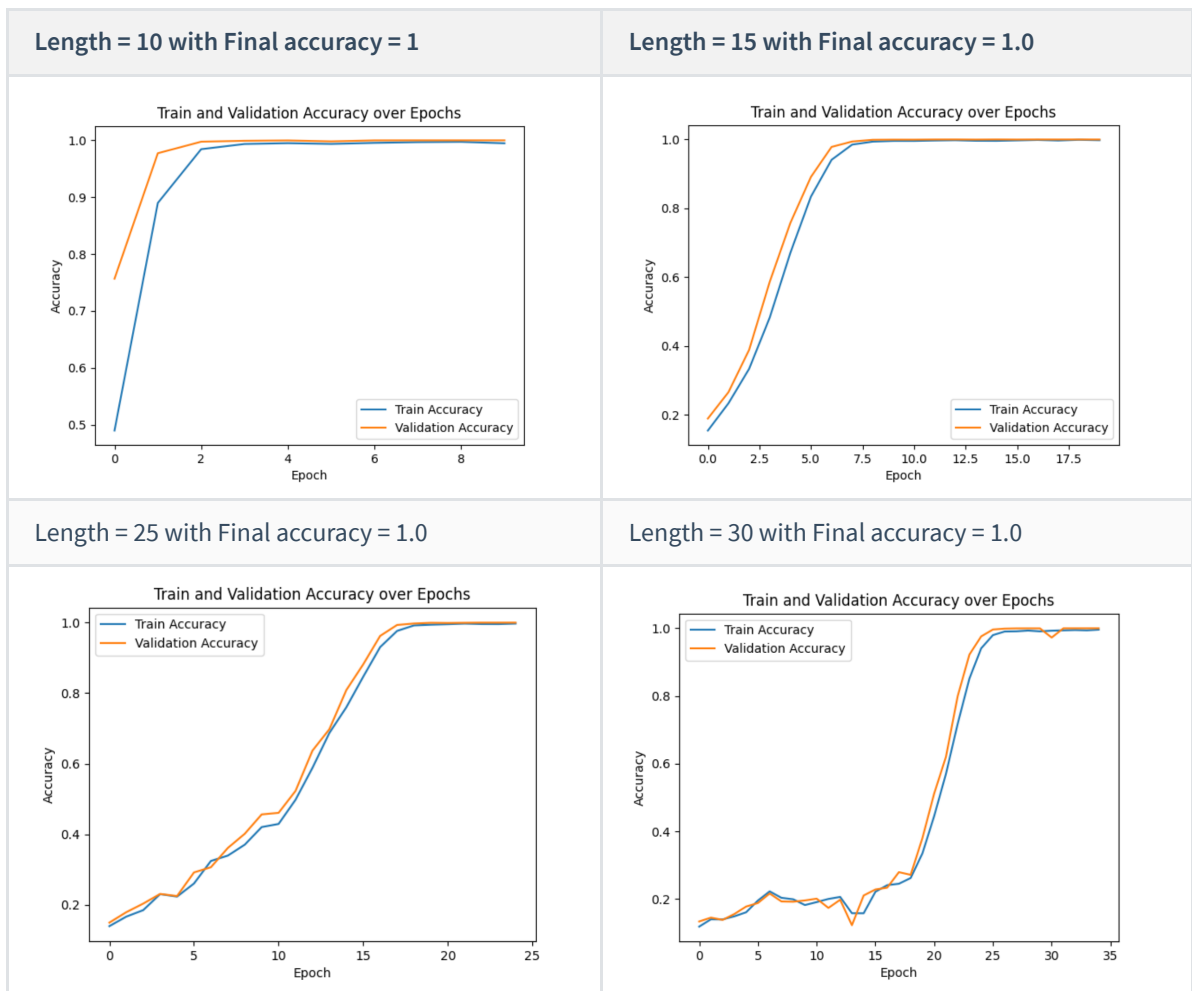 Length = 10 with Final accuracy = 1
Length = 15 with Final accuracy = 1.0
Train and Validation Accuracy over Epochs
1.0
0.9
0.8
0.7
0.6
0.5
Accuracy
Train Accuracy
Validation Accuracy
0 2 4 6 8
Epoch
Train and Validation Accuracy over Epochs
1.0
0.8
0.6
0.4
0.2
Accuracy
Train Accuracy
Validation Accuracy
0.0 2.5 5.0 7.5 10.0 12.5 15.0 17.5
Epoch
Length = 25 with Final accuracy = 1.0
Length = 30 with Final accuracy = 1.0
Train and Validation Accuracy over Epochs
Train Accuracy
Validation Accuracy
1.0
0.8
0.6
0.4
0.2
Accuracy
0 5 10 15 20 25
Epoch
Train and Validation Accuracy over Epochs
Train Accuracy
Validation Accuracy
1.0
0.8
0.6
0.4
0.2
Accuracy
0 5 10 15 20 25 30 35
Epoch